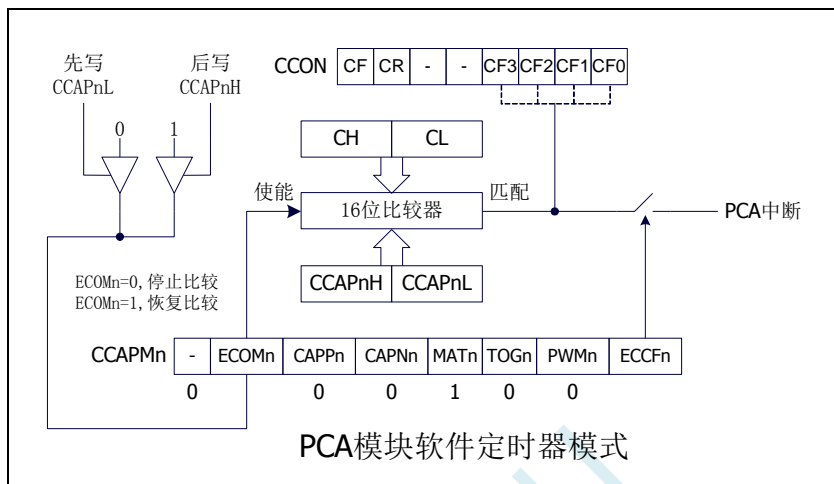 先写
CCAPnL
后写
CCAPnH
0
1
CCON
CF CR - - CF3 CF2 CF1 CF0
CH CL
使能
16位比较器
匹配
PCA中断
CCAPnH CCAPnL
ECOMn=0,停止比较
ECOMn=1,恢复比较
CCAPMn
- ECOMn CAPPn CAPNn MATn TOGn PWMn ECCFn
0 0 0 1 0 0
PCA模块软件定时器模式